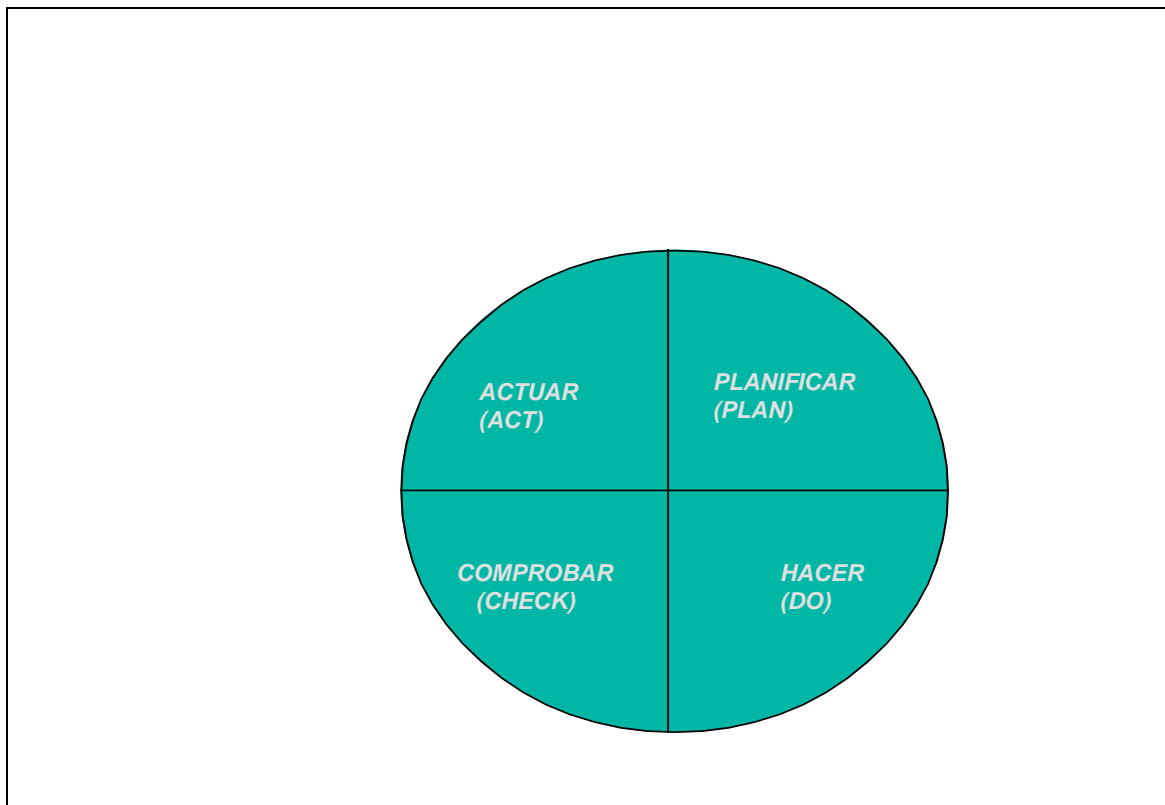 ACTUAR
(ACT)
PLANIFICAR
(PLAN)
COMPROBAR
(CHECK)
HACER
(DO)